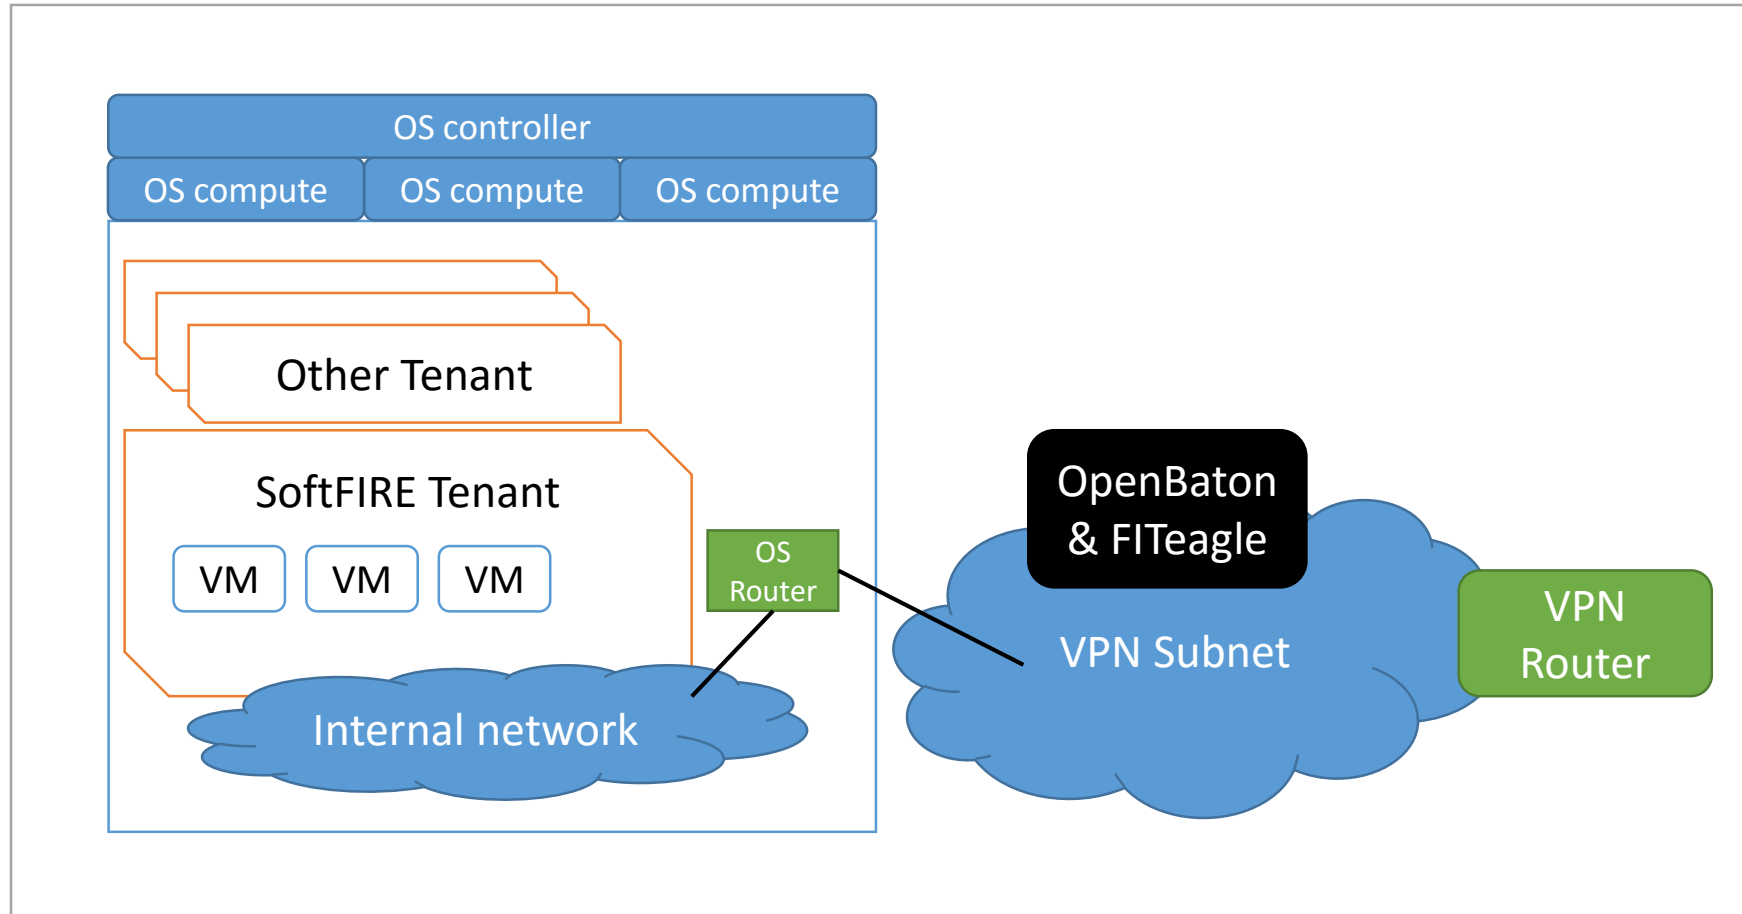 OS controller
OS compute
OS compute
OS compute
Other Tenant
SoftFIRE Tenant
VM
VM
VM
OS
Router
Internal network
OpenBaton
& FITeagle
VPN Subnet
VPN
Router